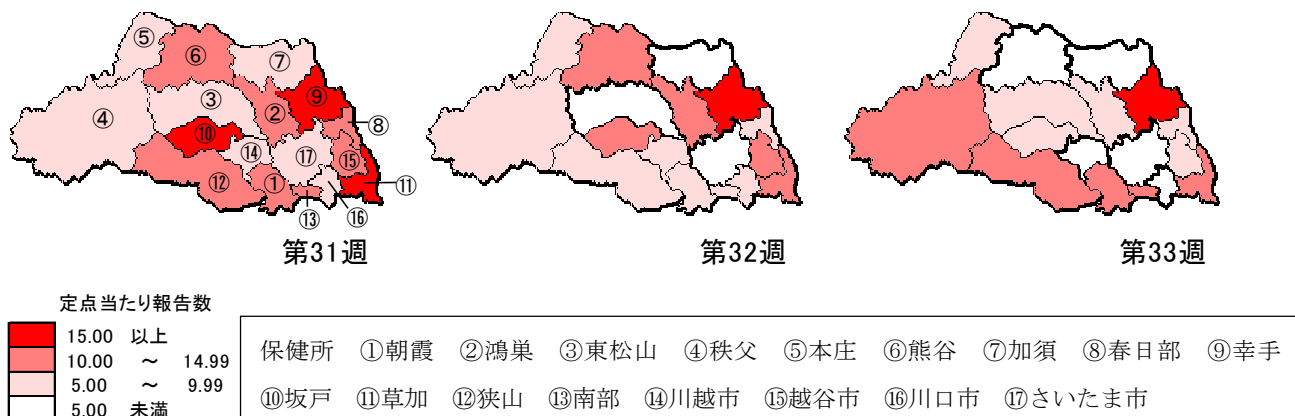 ⑤
⑥
⑦
④
③
②
⑨
⑧
⑩
⑭
⑰
⑮
⑫
①
⑪
⑬
⑯
第31週
第32週
第33週
定点当たり報告数
15.00 以上
10.00 ～ 14.99
5.00 ～ 9.99
5.00 未満
保健所 ①朝霞 ②鴻巣 ③東松山 ④秩父 ⑤本庄 ⑥熊谷 ⑦加須 ⑧春日部 ⑨幸手
⑩坂戸 ⑪草加 ⑫狭山 ⑬南部 ⑭川越市 ⑮越谷市 ⑯川口市 ⑰さいたま市